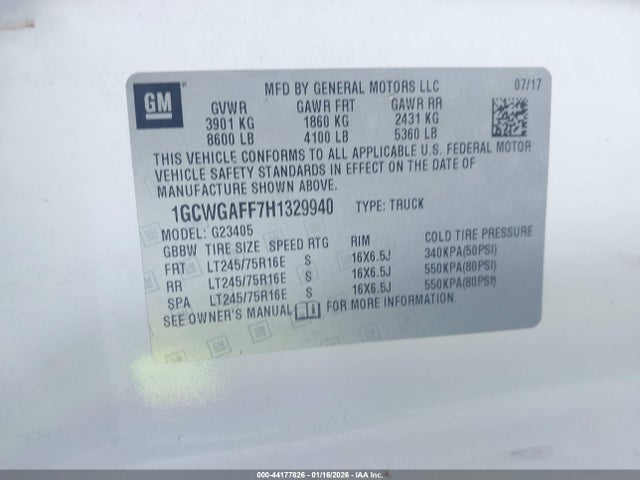 GM
MFD BY GENERAL MOTORS LLC 07/17
GVWR GAWR FRT GAWR RR
3901 KG 1860 KG 2431 KG
8600 LB 4100 LB 5360 LB
THIS VEHICLE CONFORMS TO ALL APPLICABLE U.S. FEDERAL MOTOR
VEHICLE SAFETY STANDARDS IN EFFECT ON THE DATE OF
MANUFACTURE SHOWN ABOVE.
1GCWGAFF7H1329940 TYPE: TRUCK
MODEL: G23405
GBBW TIRE SIZE SPEED RTG RIM COLD TIRE PRESSURE
FRT LT245/75R16E S 16X6.5J 340KPA(50PSI)
RR LT245/75R16E S 16X6.5J 550KPA(80PSI)
SPA LT245/75R16E S 16X6.5J 550KPA(80PSI)
SEE OWNER'S MANUAL FOR MORE INFORMATION.
000-44177826 - 01/16/2026 - IAA Inc.